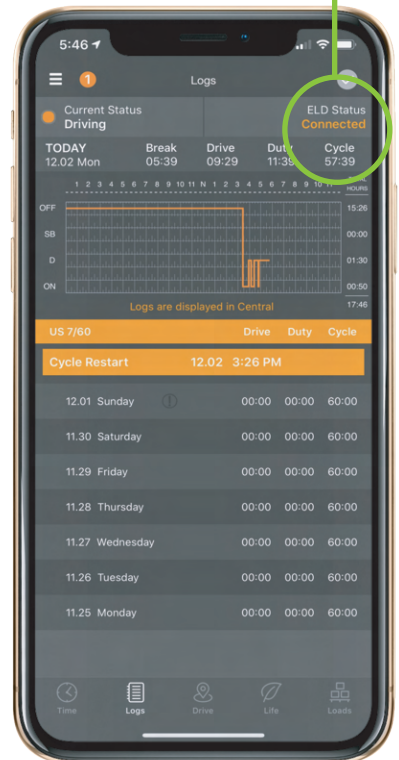 5:46
1
Logs
Current Status
Driving
ELD Status
Connected
TODAY Break Drive Duty Cycle
12.02 Mon 05:39 09:29 11:39 57:39
1 2 3 4 5 6 7 8 9 10 11 N 1 2 3 4 5 6 7 8 9 10
HOURS
OFF 15:26
SB 00:00
D 01:30
ON 00:50
Logs are displayed in Central 17:46
US 7/60 Drive Duty Cycle
Cycle Restart 12.02 3:26 PM
12.01 Sunday 00:00 00:00 60:00
11.30 Saturday 00:00 00:00 60:00
11.29 Friday 00:00 00:00 60:00
11.28 Thursday 00:00 00:00 60:00
11.27 Wednesday 00:00 00:00 60:00
11.26 Tuesday 00:00 00:00 60:00
11.25 Monday 00:00 00:00 60:00
Time Logs Drive Life Loads